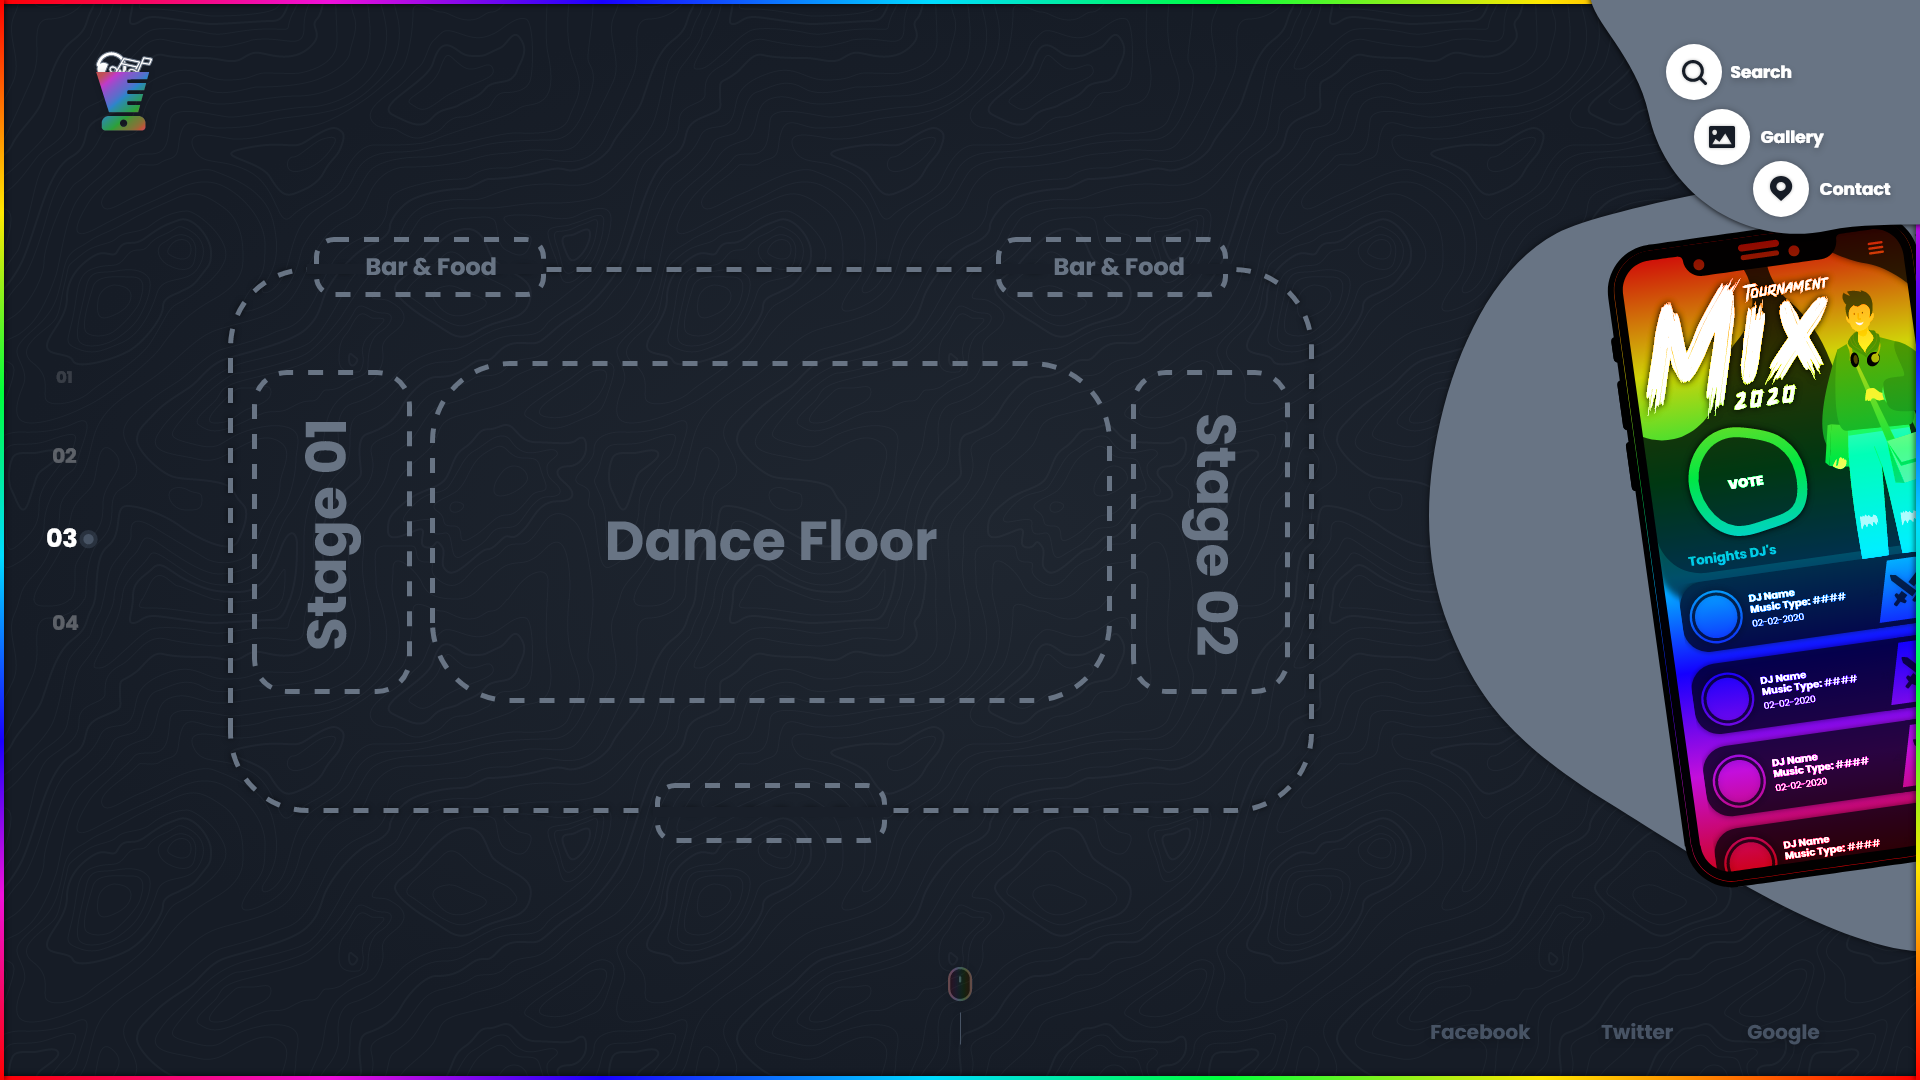 Search
Gallery
Contact
Bar & Food
Bar & Food
01
02
03
04
Stage 01
Dance Floor
Stage 02
TOURNAMENT
MIX
2020
VOTE
Tonights DJ's
DJ Name
Music Type: ####
02-02-2020
DJ Name
Music Type: ####
02-02-2020
DJ Name
Music Type: ####
02-02-2020
DJ Name
Music Type: ####
Facebook
Twitter
Google